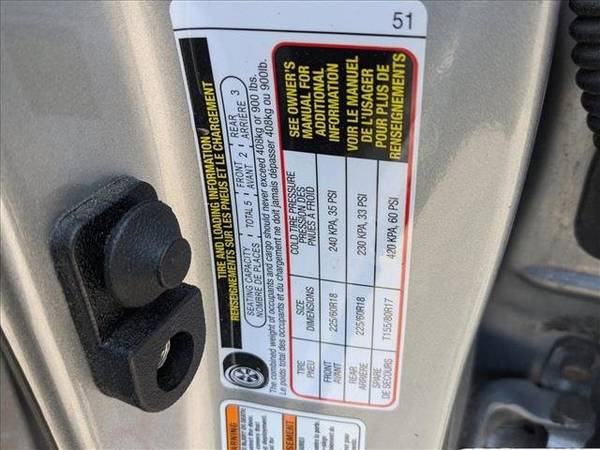 51
TIRE AND LOADING INFORMATION
RENSEIGNEMENTS SUR LES PNEUS ET LE CHARGEMENT
SEATING CAPACITY TOTAL 5 FRONT 2 REAR 3
NOMBRE DE PLACES AVANT ARRIÈRE
The combined weight of occupants and cargo should never exceed 408kg or 900 lbs.
Le poids total des occupants et du chargement ne doit jamais dépasser 408kg ou 900lb.
TIRE SIZE COLD TIRE PRESSURE
PNEU DIMENSIONS PRESSION DES
PNUES A FROID
FRONT 225/60R18 240 KPA, 35 PSI
AVANT
REAR 225/60R18 230 KPA, 33 PSI
ARRIÈRE
SPARE T155/80R17 420 KPA, 60 PSI
DE SECOURS
SEE OWNER'S
MANUAL FOR
ADDITIONAL
INFORMATION
VOIR LE MANUEL
DE L'USAGER
POUR PLUS DE
RENSEIGNEMENTS
WARNING